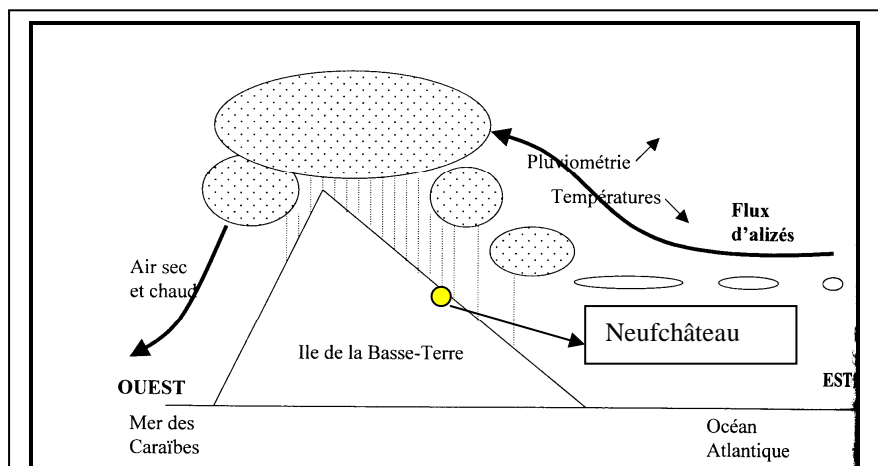 Pluviométrie
Températures
Flux
d'alizés
Air sec
et chaud
Neufchâteau
Ile de la Basse-Terre
OUEST
EST
Mer des
Caraïbes
Océan
Atlantique